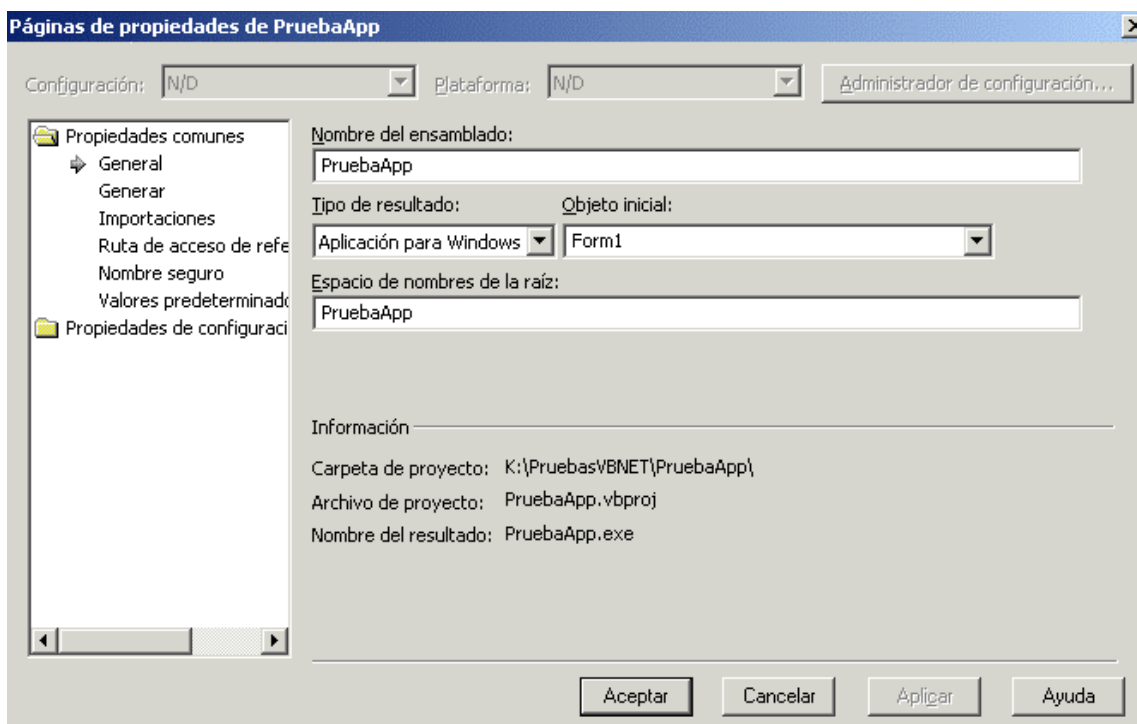 Páginas de propiedades de PruebaApp
Configuración: N/D Plataforma: N/D Administrador de configuración...
Propiedades comunes
General
Generar
Importaciones
Ruta de acceso de refe
Nombre seguro
Valores predeterminado
Propiedades de configuraci
Nombre del ensamblado:
PruebaApp
Tipo de resultado: Objeto inicial:
Aplicación para Windows Form1
Espacio de nombres de la raíz:
PruebaApp
Información
Carpeta de proyecto: K:\PruebasVBNET\PruebaApp\
Archivo de proyecto: PruebaApp.vbproj
Nombre del resultado: PruebaApp.exe
Aceptar Cancelar Aplicar Ayuda